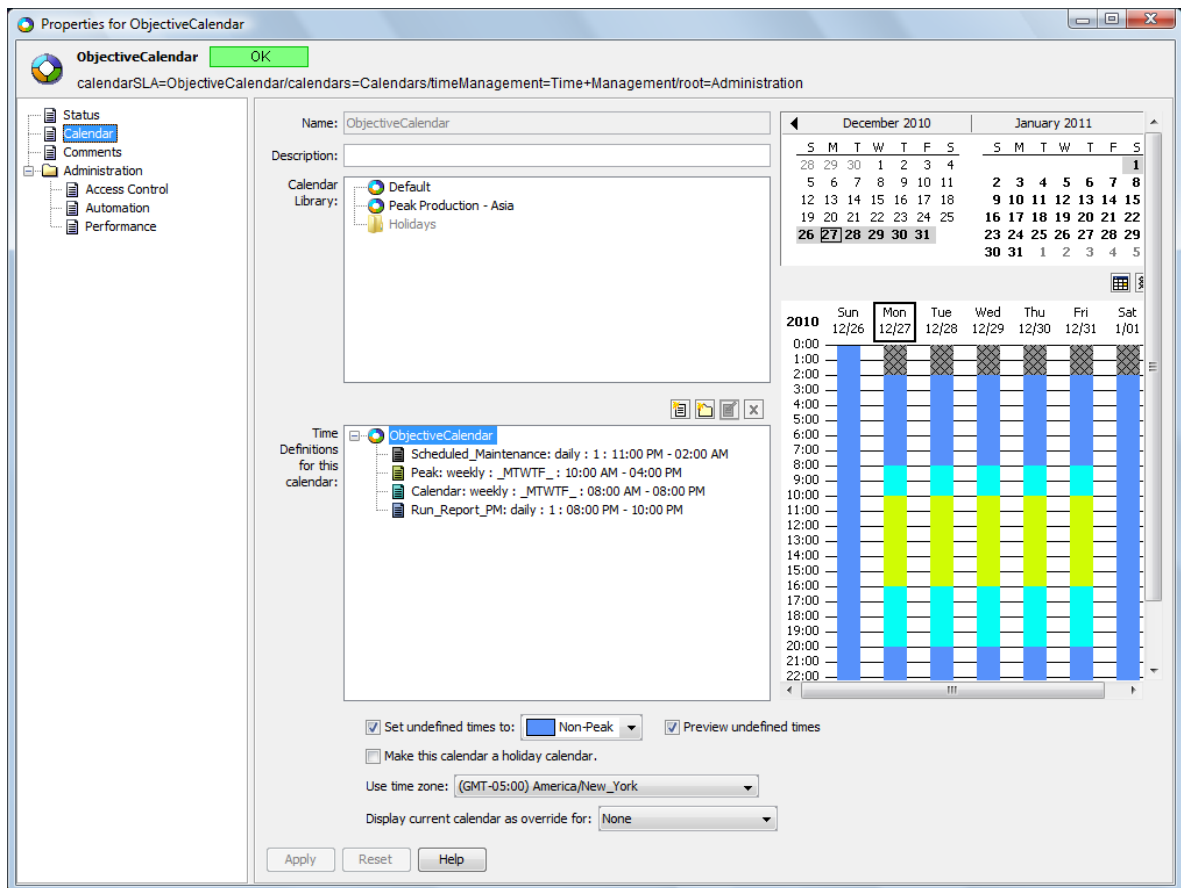 Properties for ObjectiveCalendar
ObjectiveCalendar OK
calendarSLA=ObjectiveCalendar/calendars=Calendars/timeManagement=Time+Management/root=Administration
Status
Calendar
Comments
Administration
Access Control
Automation
Performance
Name: ObjectiveCalendar
Description:
Calendar Library:
Default
Peak Production - Asia
Holidays
Time Definitions for this calendar:
ObjectiveCalendar
Scheduled_Maintenance: daily : 1 : 11:00 PM - 02:00 AM
Peak: weekly : _MTWTF_ : 10:00 AM - 04:00 PM
Calendar: weekly : _MTWTF_ : 08:00 AM - 08:00 PM
Run_Report_PM: daily : 1 : 08:00 PM - 10:00 PM
Set undefined times to: Non-Peak Preview undefined times
Make this calendar a holiday calendar.
Use time zone: (GMT-05:00) America/New_York
Display current calendar as override for: None
Apply Reset Help
December 2010
S M T W T F S
28 29 30 1 2 3 4
5 6 7 8 9 10 11
12 13 14 15 16 17 18
19 20 21 22 23 24 25
26 27 28 29 30 31
January 2011
S M T W T F S
1
2 3 4 5 6 7 8
9 10 11 12 13 14 15
16 17 18 19 20 21 22
23 24 25 26 27 28 29
30 31 1 2 3 4 5
2010
Sun 12/26
Mon 12/27
Tue 12/28
Wed 12/29
Thu 12/30
Fri 12/31
Sat 1/01
0:00
1:00
2:00
3:00
4:00
5:00
6:00
7:00
8:00
9:00
10:00
11:00
12:00
13:00
14:00
15:00
16:00
17:00
18:00
19:00
20:00
21:00
22:00